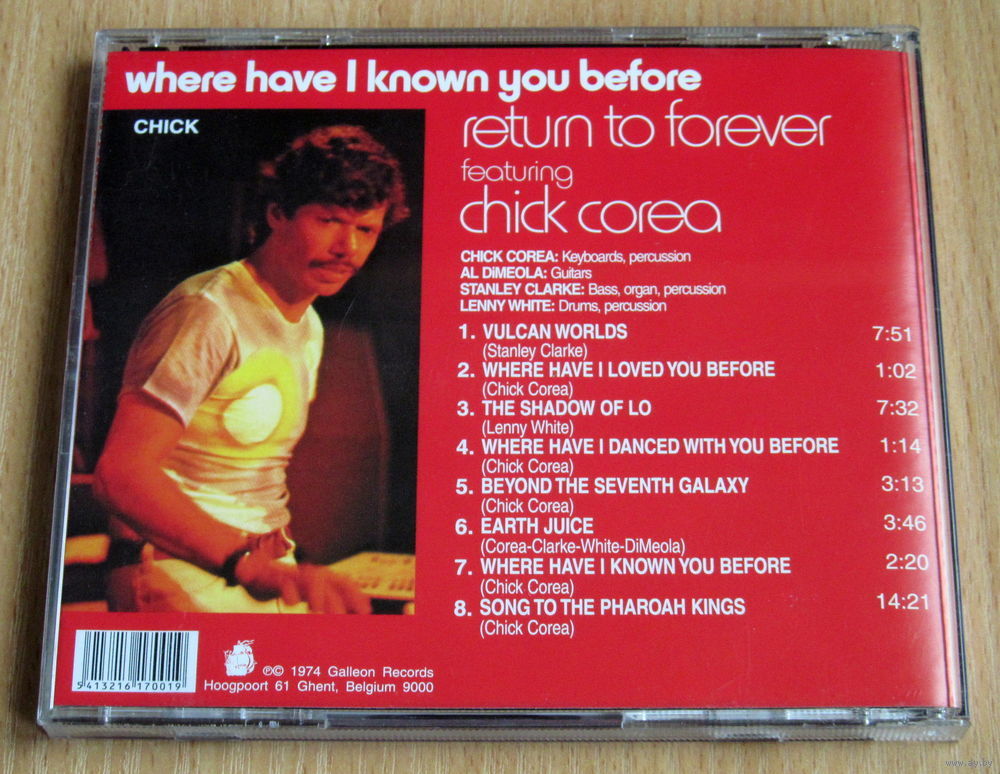 where have I known you before
CHICK
return to forever
featuring
chick corea
CHICK COREA: Keyboards, percussion
AL DiMEOLA: Guitars
STANLEY CLARKE: Bass, organ, percussion
LENNY WHITE: Drums, percussion
1. VULCAN WORLDS 7:51
(Stanley Clarke)
2. WHERE HAVE I LOVED YOU BEFORE 1:02
(Chick Corea)
3. THE SHADOW OF LO 7:32
(Lenny White)
4. WHERE HAVE I DANCED WITH YOU BEFORE 1:14
(Chick Corea)
5. BEYOND THE SEVENTH GALAXY 3:13
(Chick Corea)
6. EARTH JUICE 3:46
(Corea-Clarke-White-DiMeola)
7. WHERE HAVE I KNOWN YOU BEFORE 2:20
(Chick Corea)
8. SONG TO THE PHAROAH KINGS 14:21
(Chick Corea)
5 413216 170019
℗© 1974 Galleon Records
Hoogpoort 61 Ghent, Belgium 9000
www.ay.by